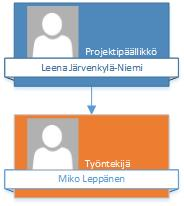 Projektipäällikkö
Leena Järvenkylä-Niemi
Työntekijä
Miko Leppänen